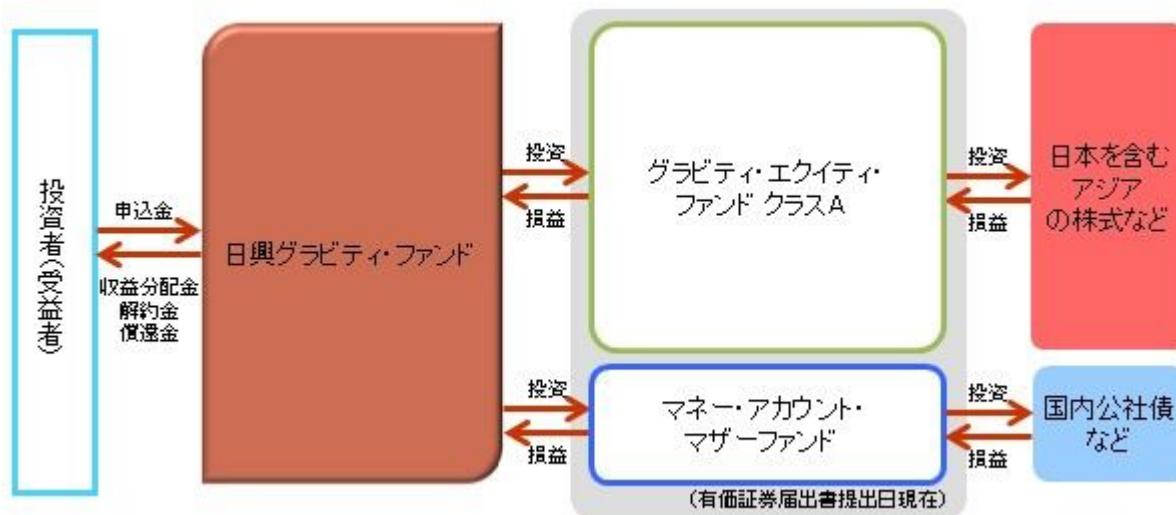 投資者(受益者)
申込金
収益分配金
解約金
償還金
日興グラビティ・ファンド
投資
損益
グラビティ・エクイティ・
ファンド クラスA
投資
損益
日本を含む
アジア
の株式など
投資
損益
マネー・アカウント・
マザーファンド
投資
損益
国内公社債
など
(有価証券届出書提出日現在)